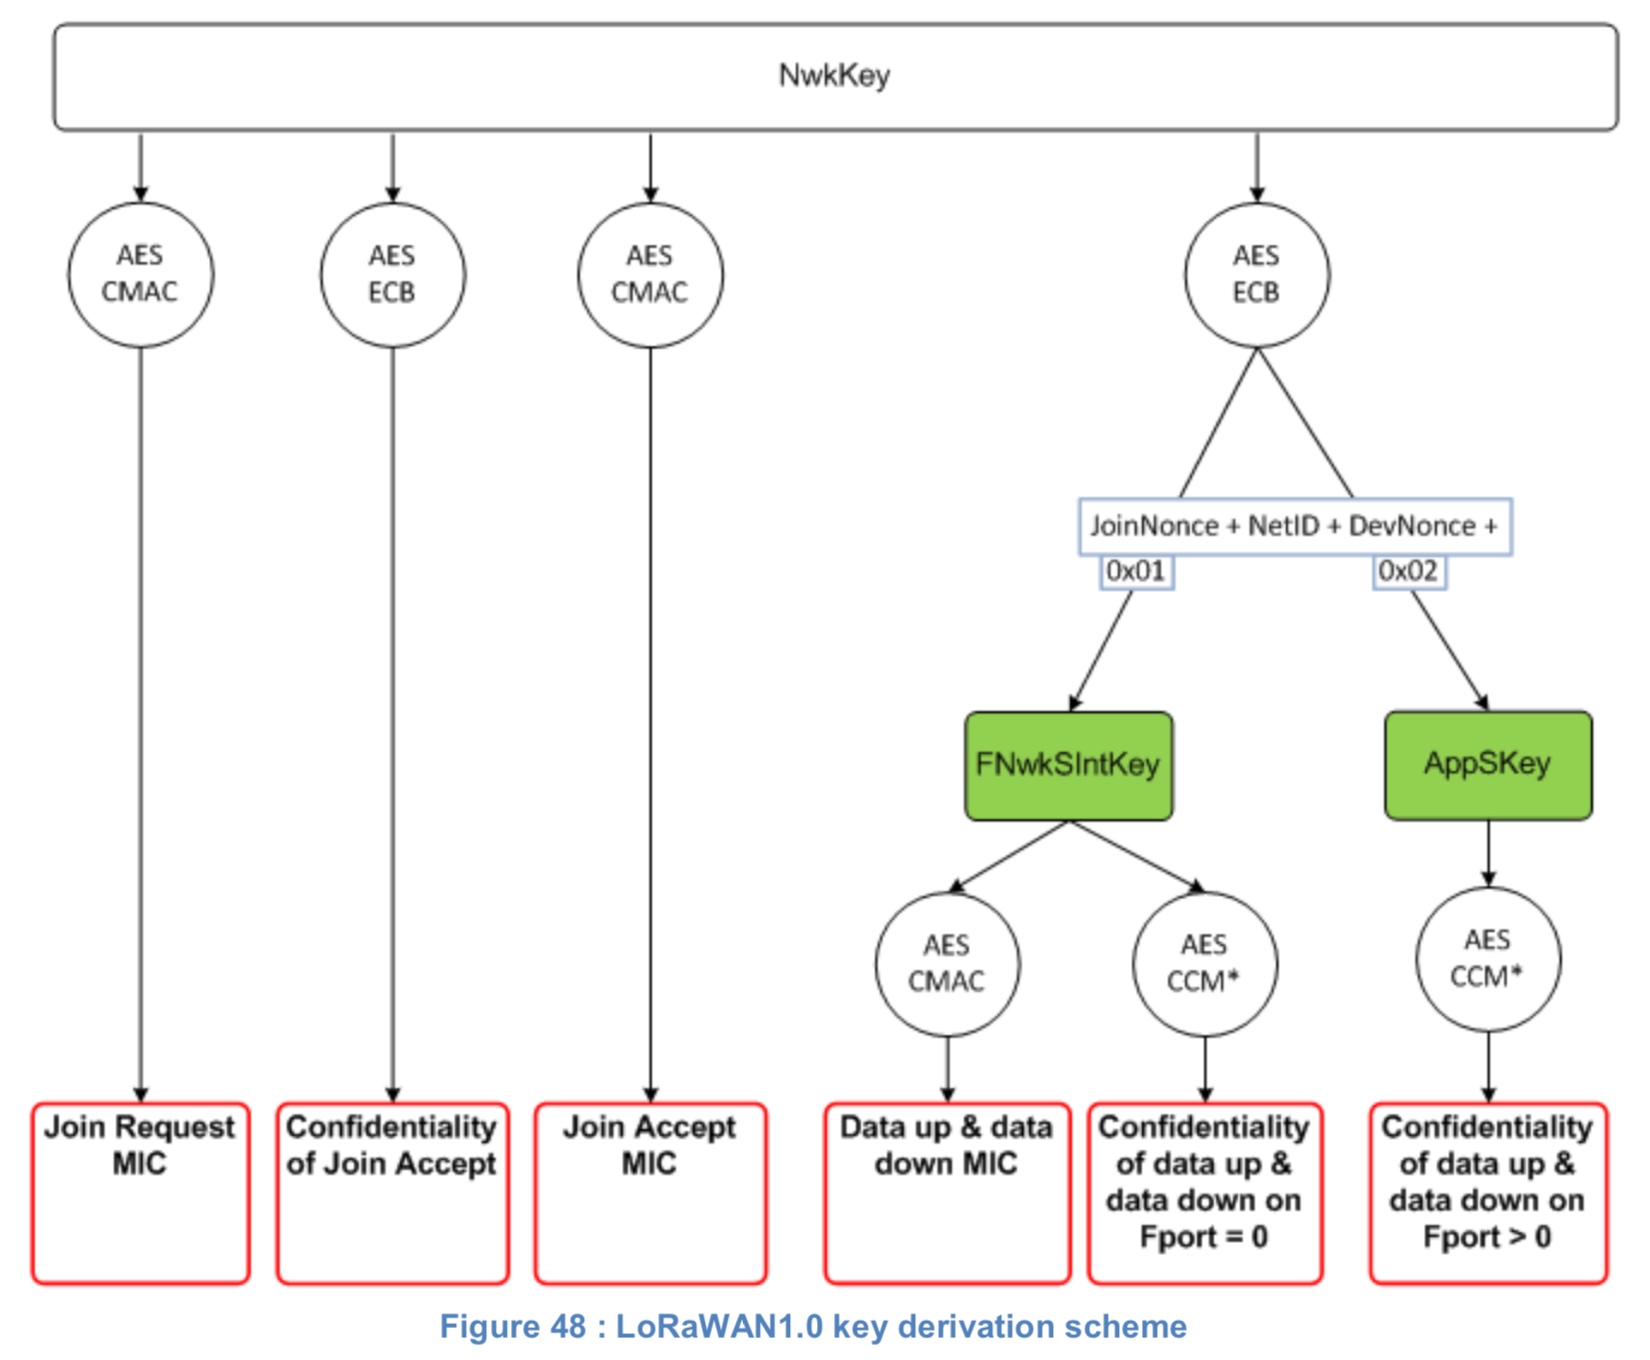 NwkKey
AES
CMAC
AES
ECB
AES
CMAC
AES
ECB
JoinNonce + NetID + DevNonce +
0x01
0x02
FNwkSIntKey
AppSKey
AES
CMAC
AES
CCM*
AES
CCM*
Join Request
MIC
Confidentiality
of Join Accept
Join Accept
MIC
Data up & data
down MIC
Confidentiality
of data up &
data down on
Fport = 0
Confidentiality
of data up &
data down on
Fport > 0
Figure 48 : LoRaWAN1.0 key derivation scheme